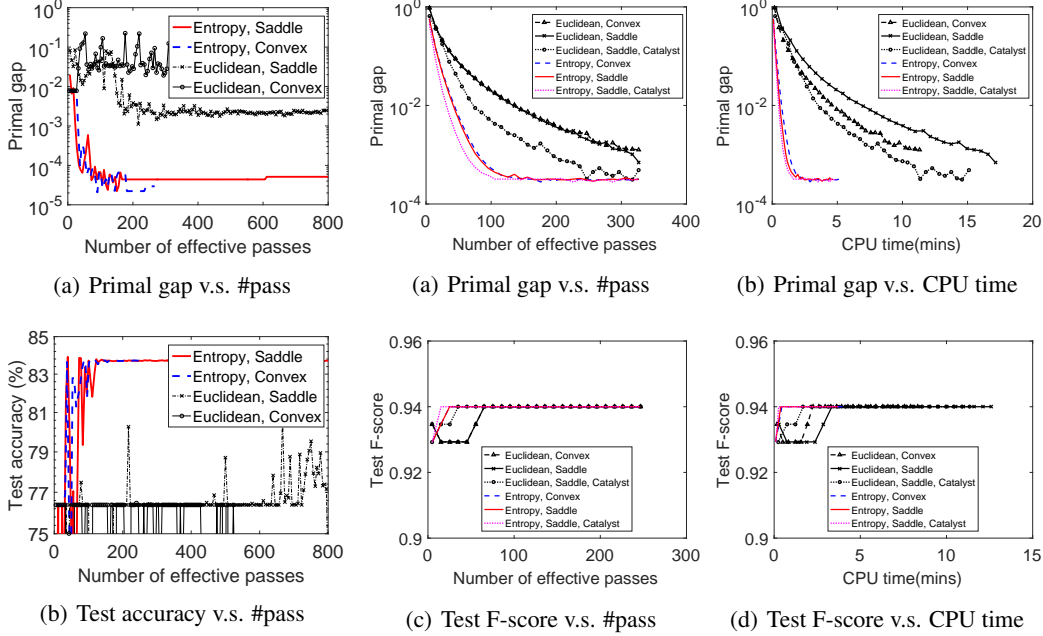 Primal gap
10^0
10^-1
10^-2
10^-3
10^-4
10^-5
0 200 400 600 800
Number of effective passes
Entropy, Saddle
Entropy, Convex
Euclidean, Saddle
Euclidean, Convex
(a) Primal gap v.s. #pass
Primal gap
10^0
10^-2
10^-4
0 100 200 300 400
Number of effective passes
Euclidean, Convex
Euclidean, Saddle
Euclidean, Saddle, Catalyst
Entropy, Convex
Entropy, Saddle
Entropy, Saddle, Catalyst
(a) Primal gap v.s. #pass
Primal gap
10^0
10^-2
10^-4
0 5 10 15 20
CPU time(mins)
Euclidean, Convex
Euclidean, Saddle
Euclidean, Saddle, Catalyst
Entropy, Convex
Entropy, Saddle
Entropy, Saddle, Catalyst
(b) Primal gap v.s. CPU time
Test accuracy (%)
85
83
81
79
77
75
0 200 400 600 800
Number of effective passes
Entropy, Saddle
Entropy, Convex
Euclidean, Saddle
Euclidean, Convex
(b) Test accuracy v.s. #pass
Test F-score
0.96
0.94
0.92
0.9
0 100 200 300
Number of effective passes
Euclidean, Convex
Euclidean, Saddle
Euclidean, Saddle, Catalyst
Entropy, Convex
Entropy, Saddle
Entropy, Saddle, Catalyst
(c) Test F-score v.s. #pass
Test F-score
0.96
0.94
0.92
0.9
0 5 10 15
CPU time(mins)
Euclidean, Convex
Euclidean, Saddle
Euclidean, Saddle, Catalyst
Entropy, Convex
Entropy, Saddle
Entropy, Saddle, Catalyst
(d) Test F-score v.s. CPU time